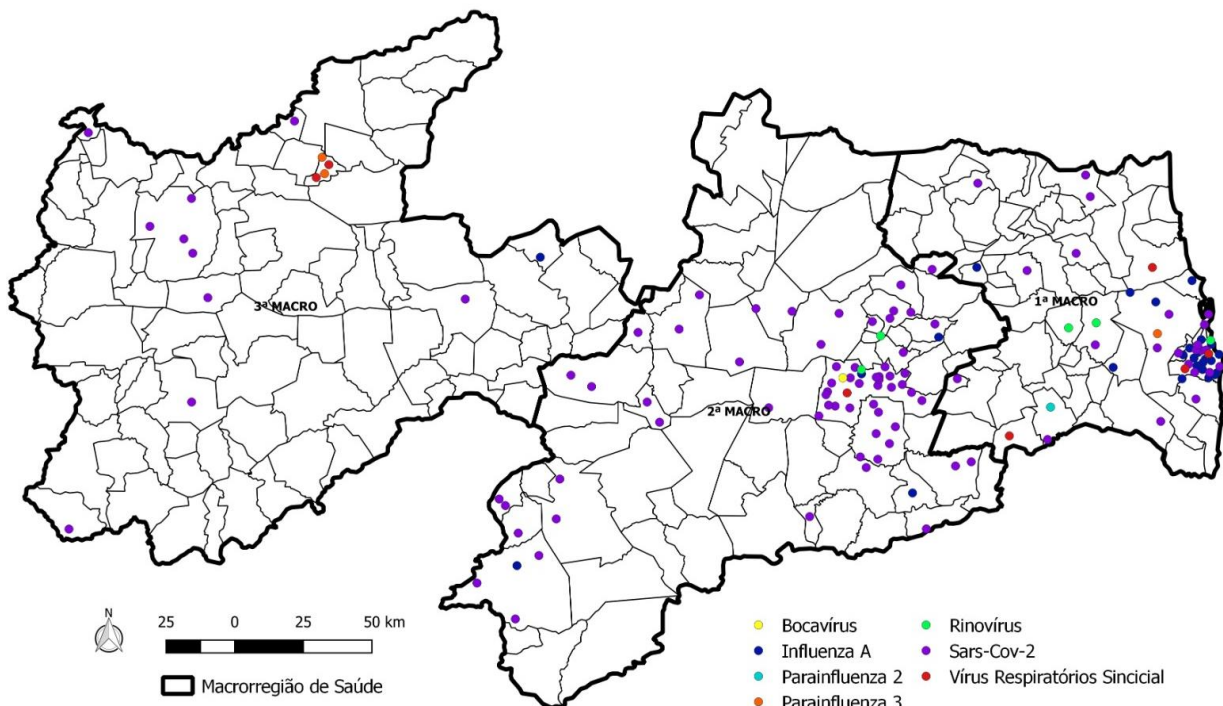 3ª MACRO
1ª MACRO
2ª MACRO
N
25 0 25 50 km
Macrorregião de Saúde
Bocavírus
Influenza A
Parainfluenza 2
Parainfluenza 3
Rinovírus
Sars-Cov-2
Vírus Respiratórios Sincicial